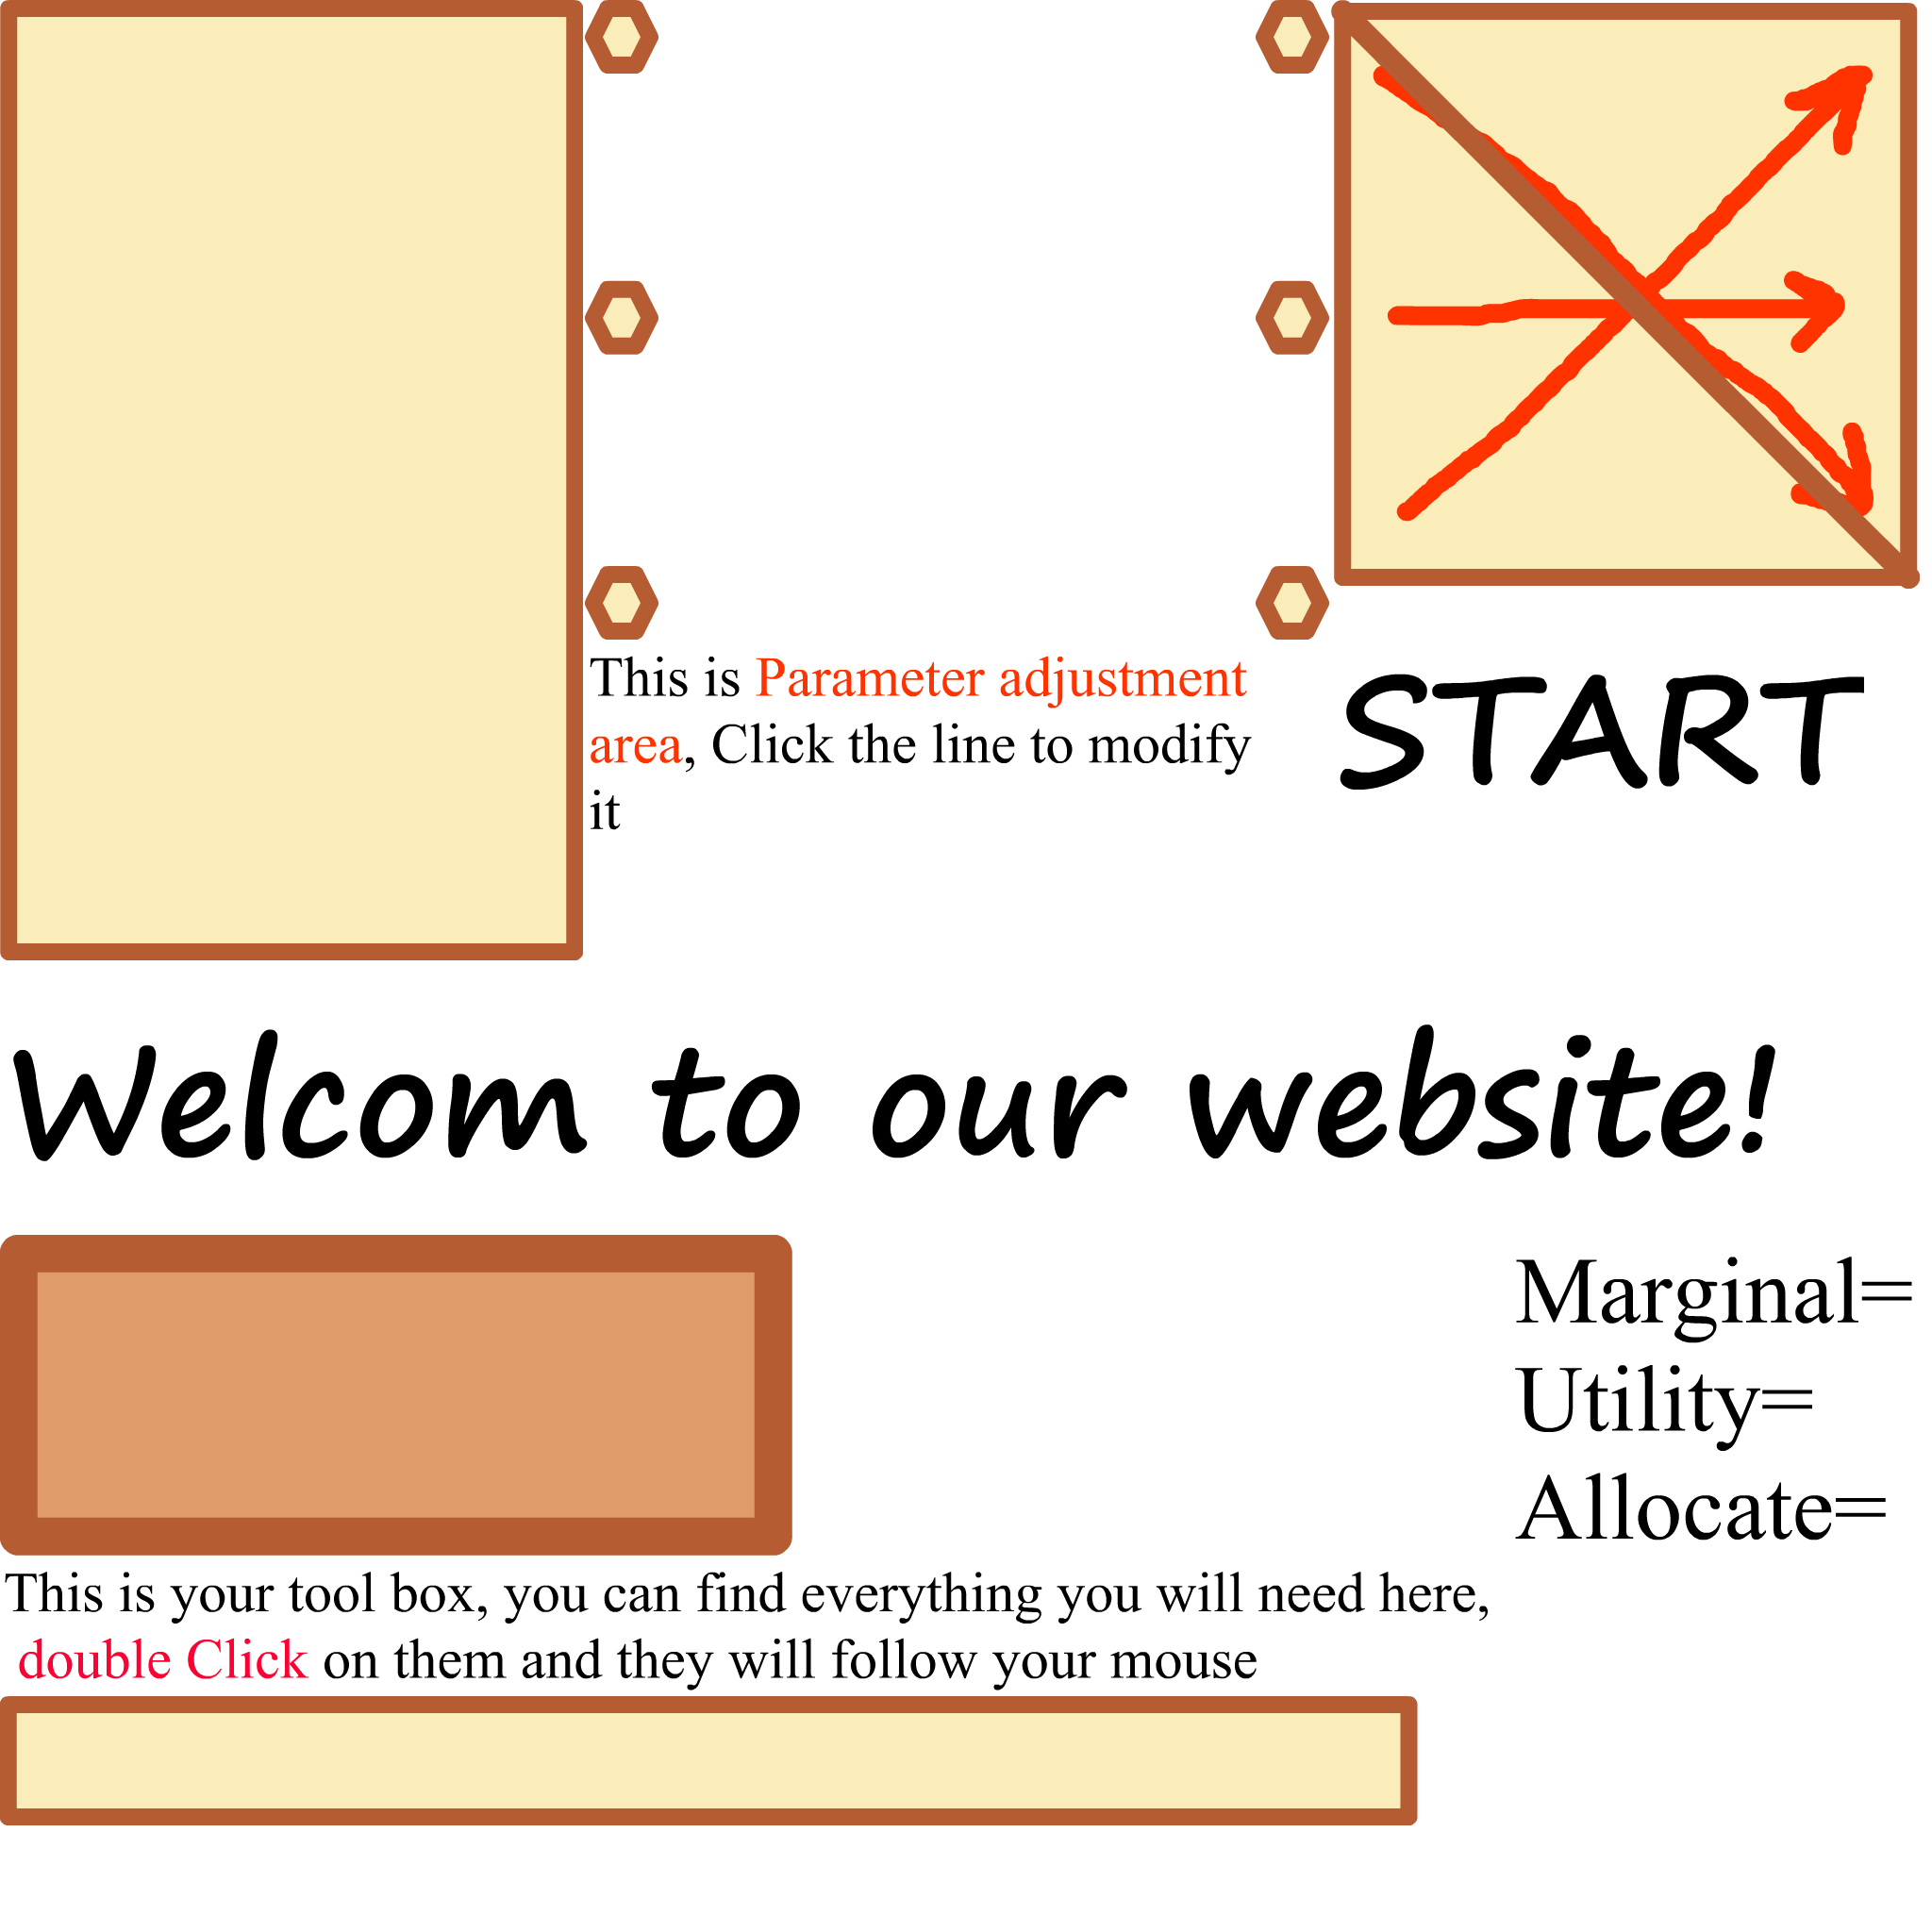 This is Parameter adjustment
area, Click the line to modify
it
START
Welcom to our website!
Marginal=
Utility=
Allocate=
This is your tool box, you can find everything you will need here,
double Click on them and they will follow your mouse